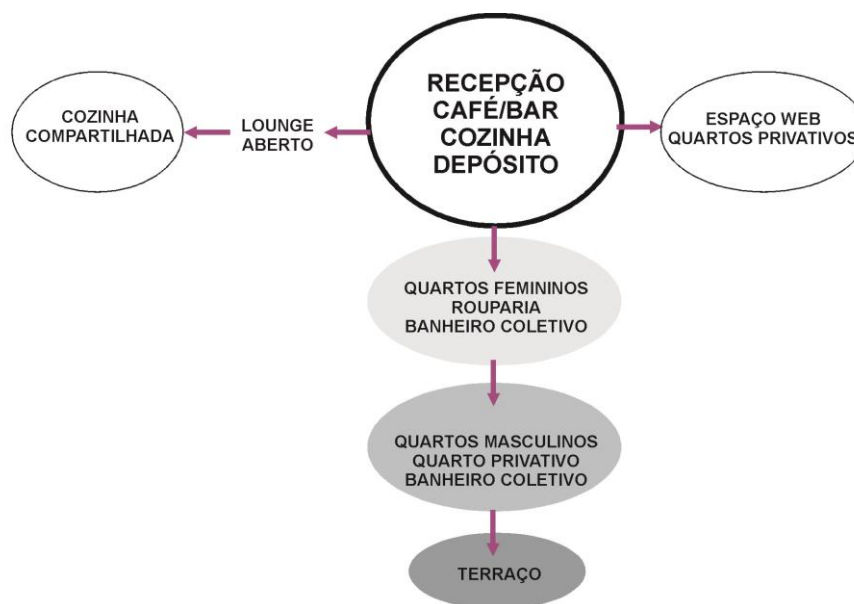 RECEPÇÃO
CAFÉ/BAR
COZINHA
DEPÓSITO
COZINHA
COMPARTILHADA
LOUNGE
ABERTO
ESPAÇO WEB
QUARTOS PRIVATIVOS
QUARTOS FEMININOS
ROUPARIA
BANHEIRO COLETIVO
QUARTOS MASCULINOS
QUARTO PRIVATIVO
BANHEIRO COLETIVO
TERRAÇO